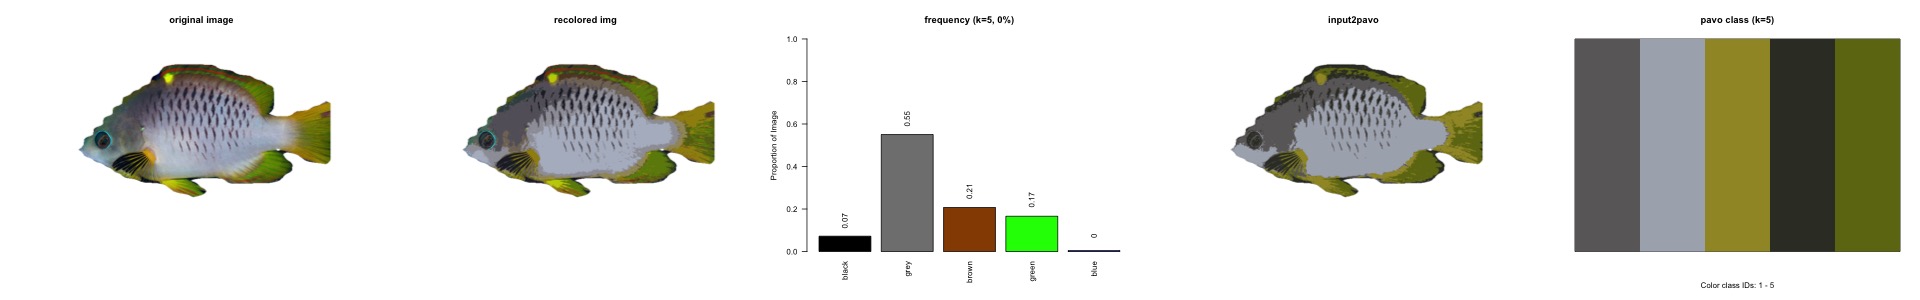 original image
recolored img
frequency (k=5, 0%)
input2pavo
pavo class (k=5)
Proportion of Image
1.0
0.8
0.6
0.4
0.2
0.0
0.07
0.55
0.21
0.17
0
black
grey
brown
green
blue
Color class IDs: 1 - 5